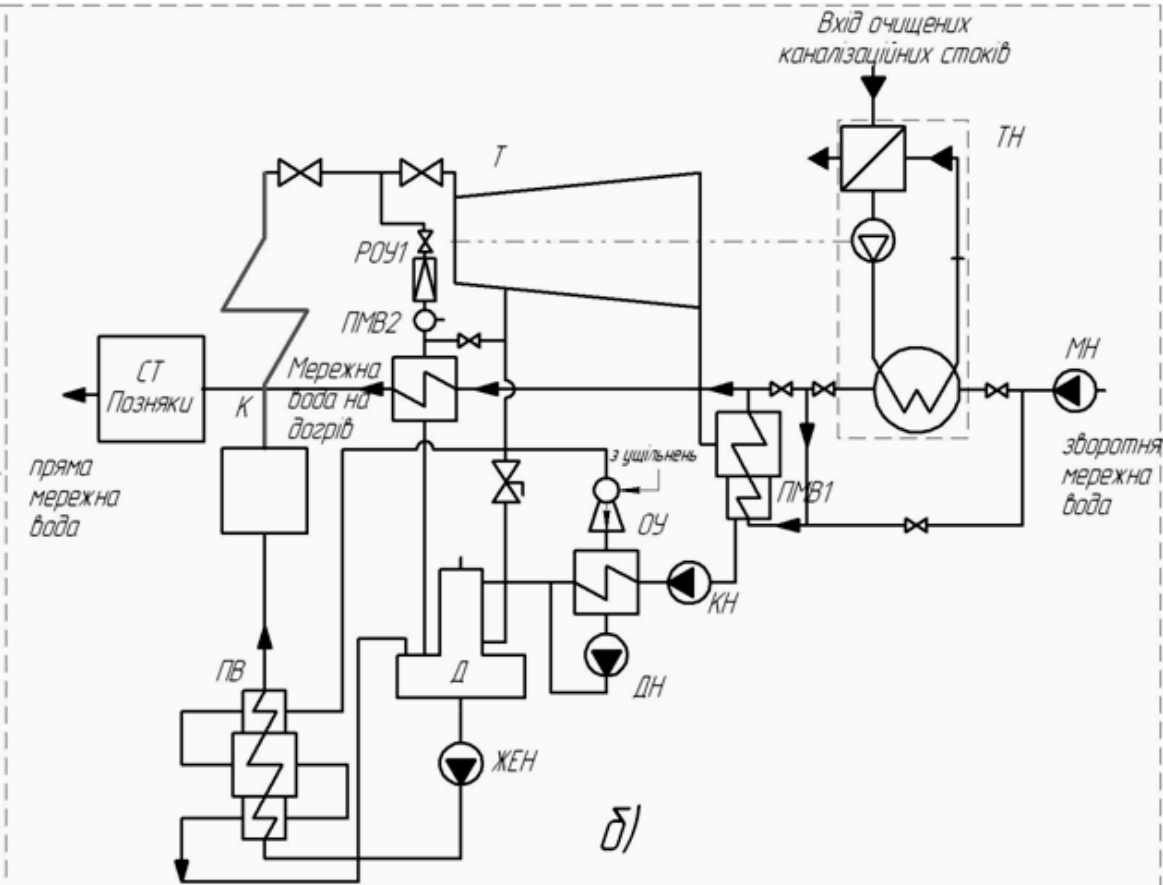 Вхід очищених
каналізаційних стоків
ТН
Т
РОУ1
ПМВ2
МН
СТ
Позняки
К
Мережна
вода на
догрів
пряма
мережна
вода
з ущільнень
ПМВ1
зворотня
мережна
вода
ОУ
КН
ПВ
Д
ДН
ЖЕН
б)